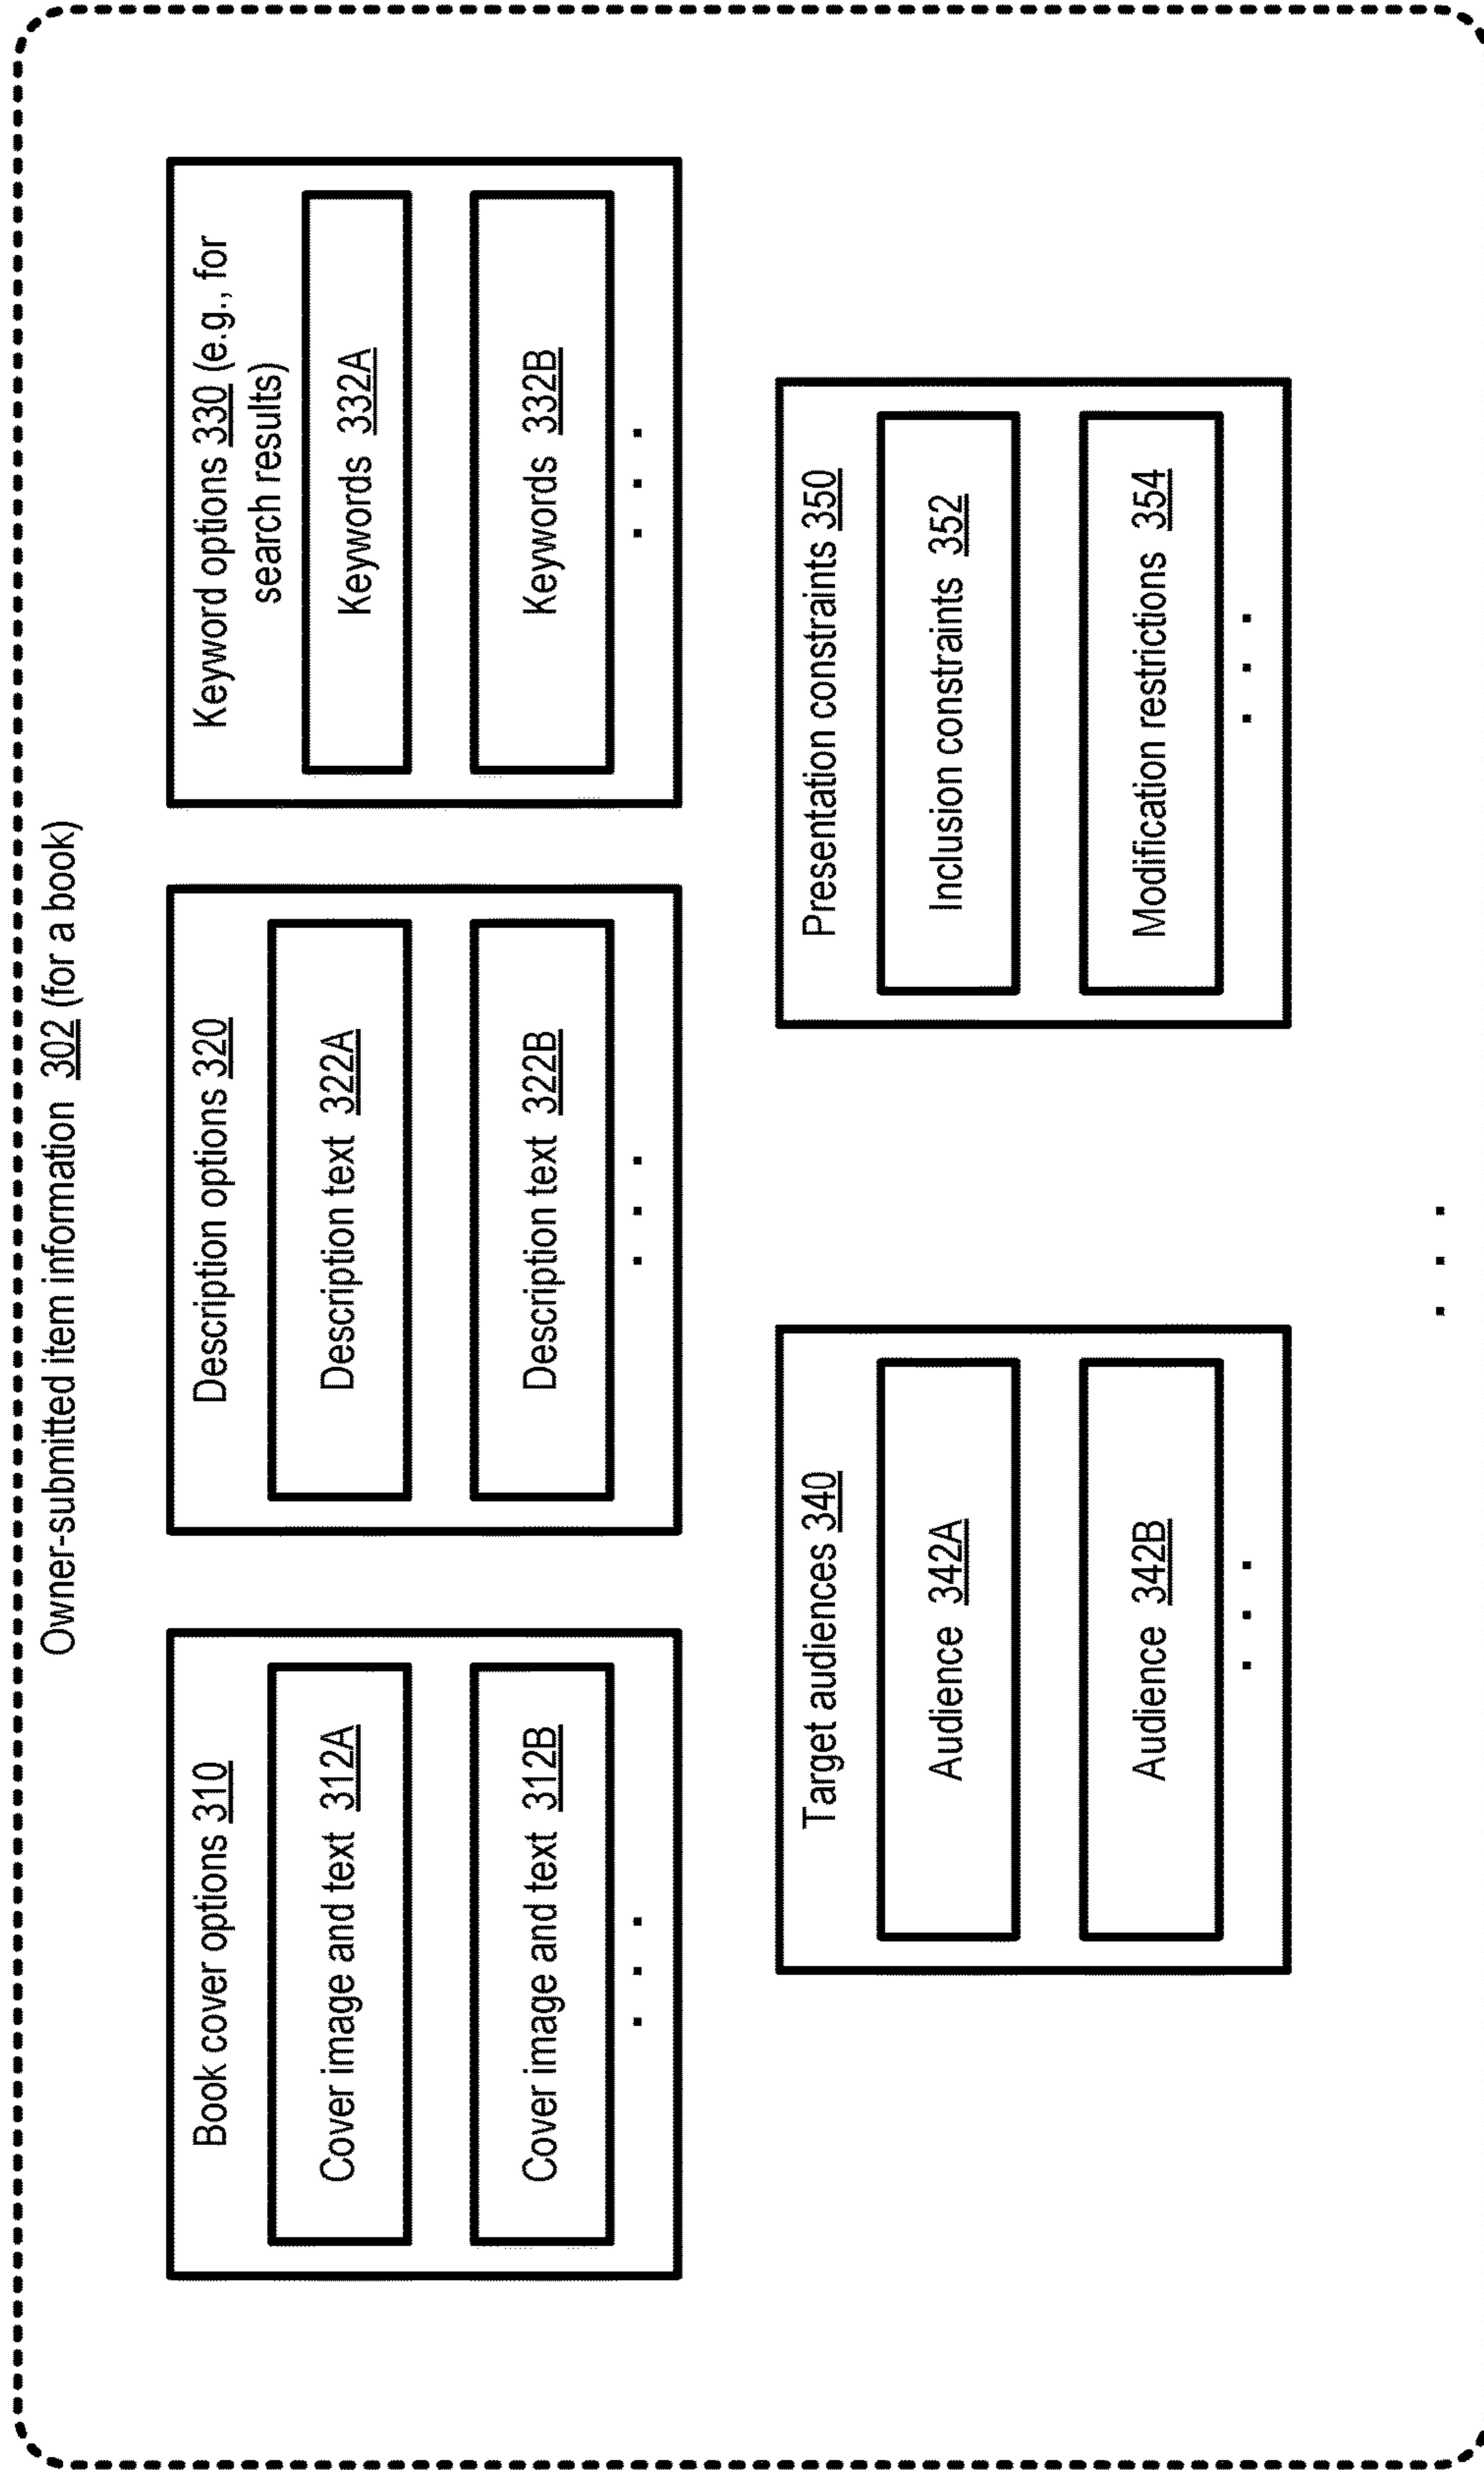 Owner-submitted item information 302 (for a book)
Book cover options 310
Cover image and text 312A
Cover image and text 312B
. . .
Description options 320
Description text 322A
Description text 322B
. . .
Keyword options 330 (e.g., for
search results)
Keywords 332A
Keywords 332B
. . .
Target audiences 340
Audience 342A
Audience 342B
. . .
Presentation constraints 350
Inclusion constraints 352
Modification restrictions 354
. . .
. . .